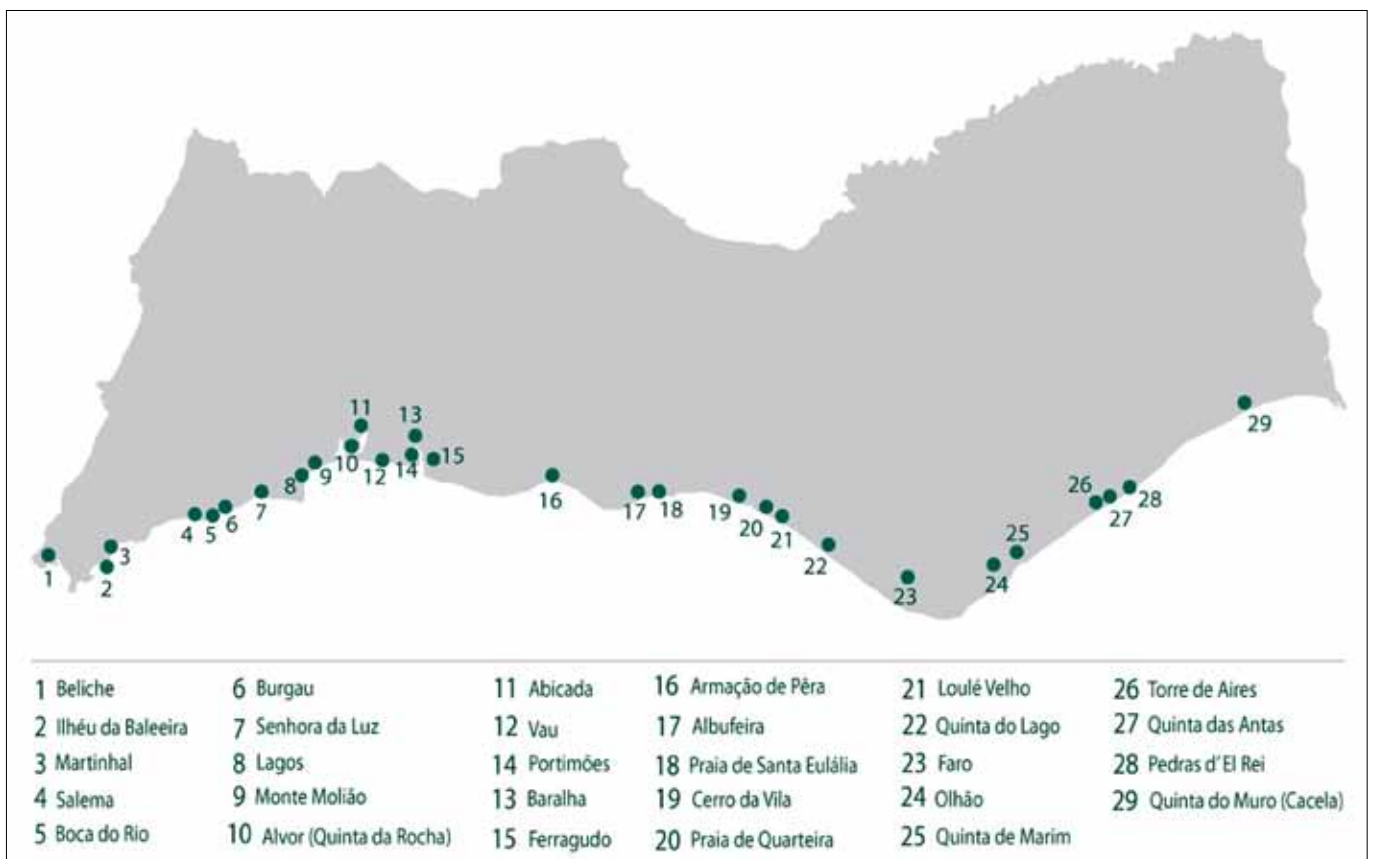 11
13
10
12
14
15
9
8
7
6
5
4
3
2
1
16
17
18
19
20
21
22
23
24
25
26
27
28
29
1 Beliche
2 Ilhéu da Baleeira
3 Martinhal
4 Salema
5 Boca do Rio
6 Burgau
7 Senhora da Luz
8 Lagos
9 Monte Molião
10 Alvor (Quinta da Rocha)
11 Abicada
12 Vau
14 Portimões
13 Baralha
15 Ferragudo
16 Armação de Pêra
17 Albufeira
18 Praia de Santa Eulália
19 Cerro da Vila
20 Praia de Quarteira
21 Loulé Velho
22 Quinta do Lago
23 Faro
24 Olhão
25 Quinta de Marim
26 Torre de Aires
27 Quinta das Antas
28 Pedras d'El Rei
29 Quinta do Muro (Cacela)